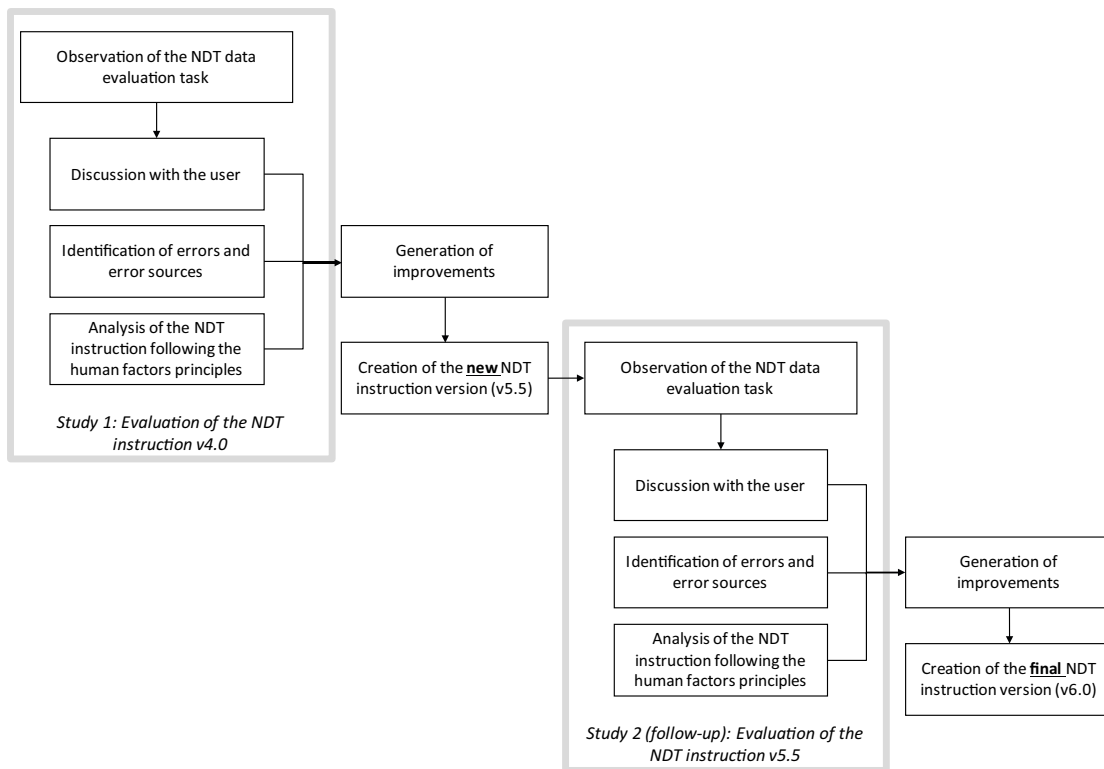 Observation of the NDT data
evaluation task
Discussion with the user
Identification of errors and
error sources
Analysis of the NDT
instruction following the
human factors principles
Study 1: Evaluation of the NDT
instruction v4.0
Generation of
improvements
Creation of the new NDT
instruction version (v5.5)
Observation of the NDT data
evaluation task
Discussion with the user
Identification of errors and
error sources
Analysis of the NDT
instruction following the
human factors principles
Study 2 (follow-up): Evaluation of the
NDT instruction v5.5
Generation of
improvements
Creation of the final NDT
instruction version (v6.0)